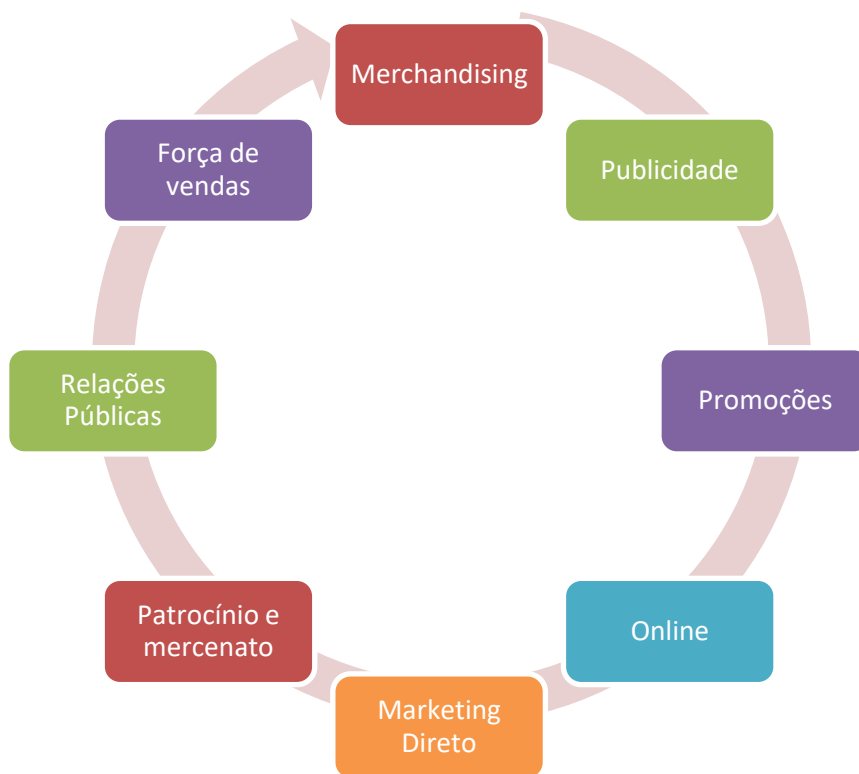 Merchandising
Publicidade
Promoções
Online
Marketing
Direto
Patrocínio e
mercenato
Relações
Públicas
Força de
vendas